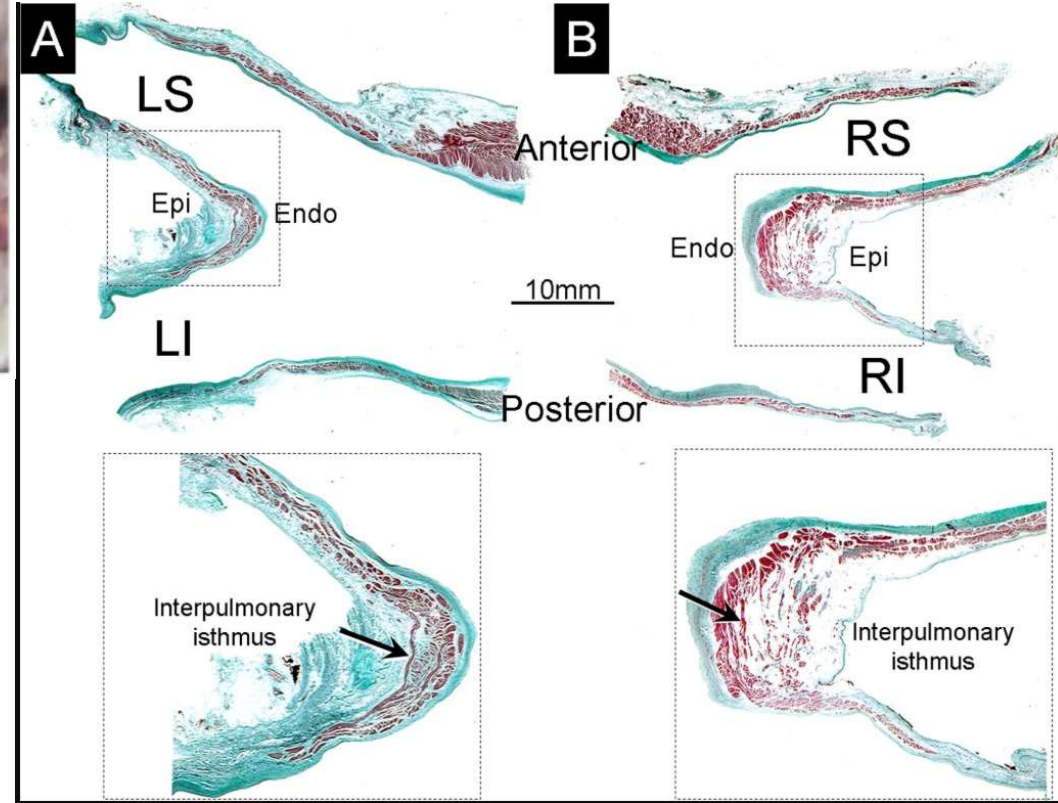 A
LS
Epi
Endo
LI
Anterior
10mm
Posterior
B
RS
Endo
Epi
RI
Interpulmonary
isthmus
Interpulmonary
isthmus